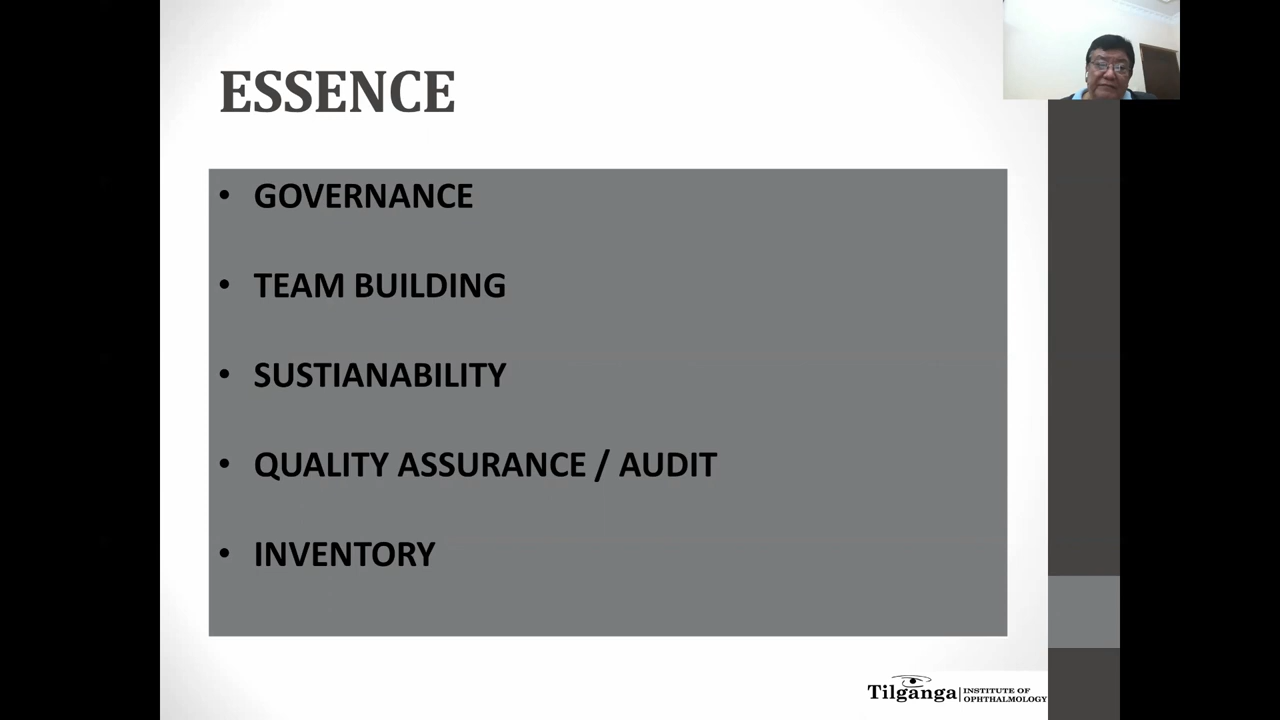 ESSENCE
• GOVERNANCE
• TEAM BUILDING
• SUSTIANABILITY
• QUALITY ASSURANCE / AUDIT
• INVENTORY
Tilganga | INSTITUTE OF
OPHTHALMOLOGY